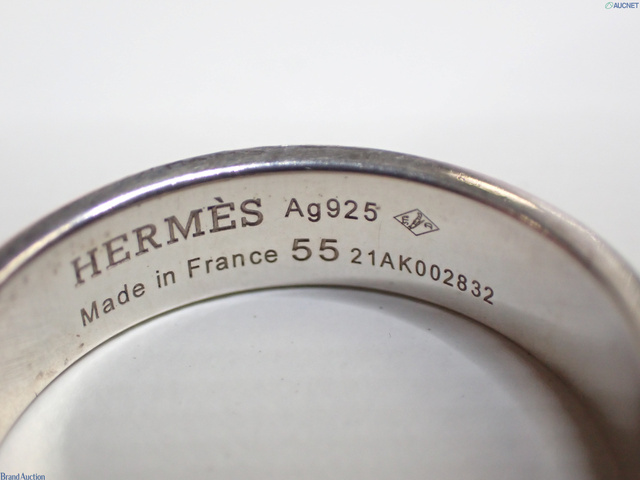 AUCNET
HERMÈS Ag925
Made in France 55 21AK002832
Brand Auction